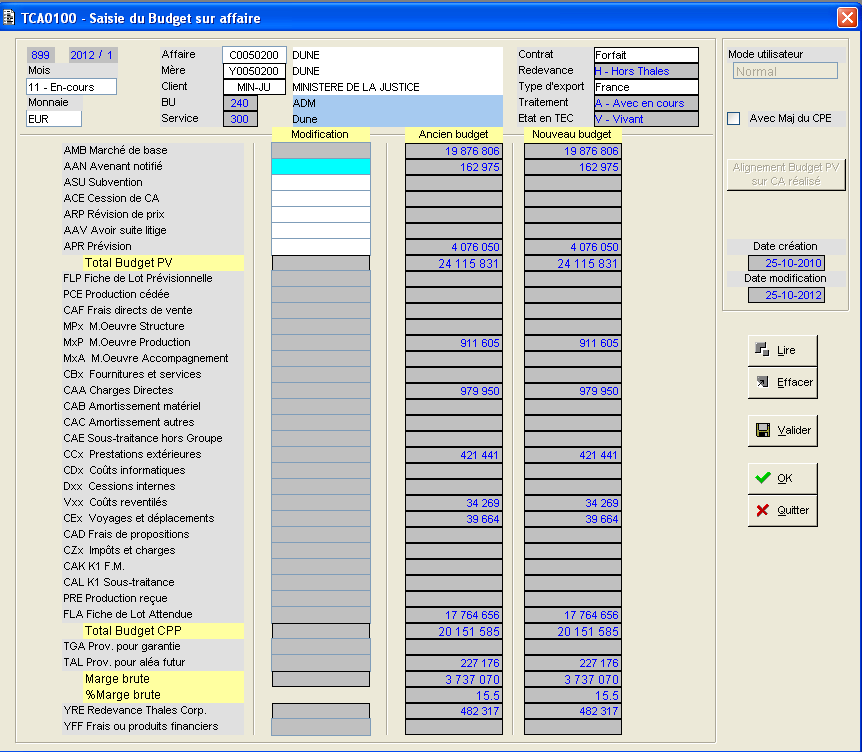 TCA0100 - Saisie du Budget sur affaire
899 2012 / 1 Affaire C0050200 DUNE Contrat Forfait
Mois Mère Y0050200 DUNE Redevance H - Hors Thales
11 - En-cours Client MIN-JU MINISTERE DE LA JUSTICE Type d'export France
Monnaie BU 240 ADM Traitement A - Avec en cours
EUR Service 300 Dune Etat en TEC V - Vivant
Modification Ancien budget Nouveau budget
AMB Marché de base 19 876 806 19 876 806
AAN Avenant notifié 162 975 162 975
ASU Subvention
ACE Cession de CA
ARP Révision de prix
AAV Avoir suite litige
APR Prévision 4 076 050 4 076 050
Total Budget PV 24 115 831 24 115 831
FLP Fiche de Lot Prévisionnelle
PCE Production cédée
CAF Frais directs de vente
MPx M.Oeuvre Structure
MxP M.Oeuvre Production 911 605 911 605
MxA M.Oeuvre Accompagnement
CBx Fournitures et services
CAA Charges Directes 979 950 979 950
CAB Amortissement matériel
CAC Amortissement autres
CAE Sous-traitance hors Groupe
CCx Prestations extérieures 421 441 421 441
CDx Coûts informatiques
Dxx Cessions internes
Vxx Coûts reventilés 34 269 34 269
CEx Voyages et déplacements 39 664 39 664
CAD Frais de propositions
CZx Impôts et charges
CAK K1 F.M.
CAL K1 Sous-traitance
PRE Production reçue
FLA Fiche de Lot Attendue 17 764 656 17 764 656
Total Budget CPP 20 151 585 20 151 585
TGA Prov. pour garantie
TAL Prov. pour aléa futur 227 176 227 176
Marge brute 3 737 070 3 737 070
%Marge brute 15.5 15.5
YRE Redevance Thales Corp. 482 317 482 317
YFF Frais ou produits financiers
Mode utilisateur
Normal
Avec Maj du CPE
Alignement Budget PV
sur CA réalisé
Date création
25-10-2010
Date modification
25-10-2012
Lire
Effacer
Valider
OK
Quitter